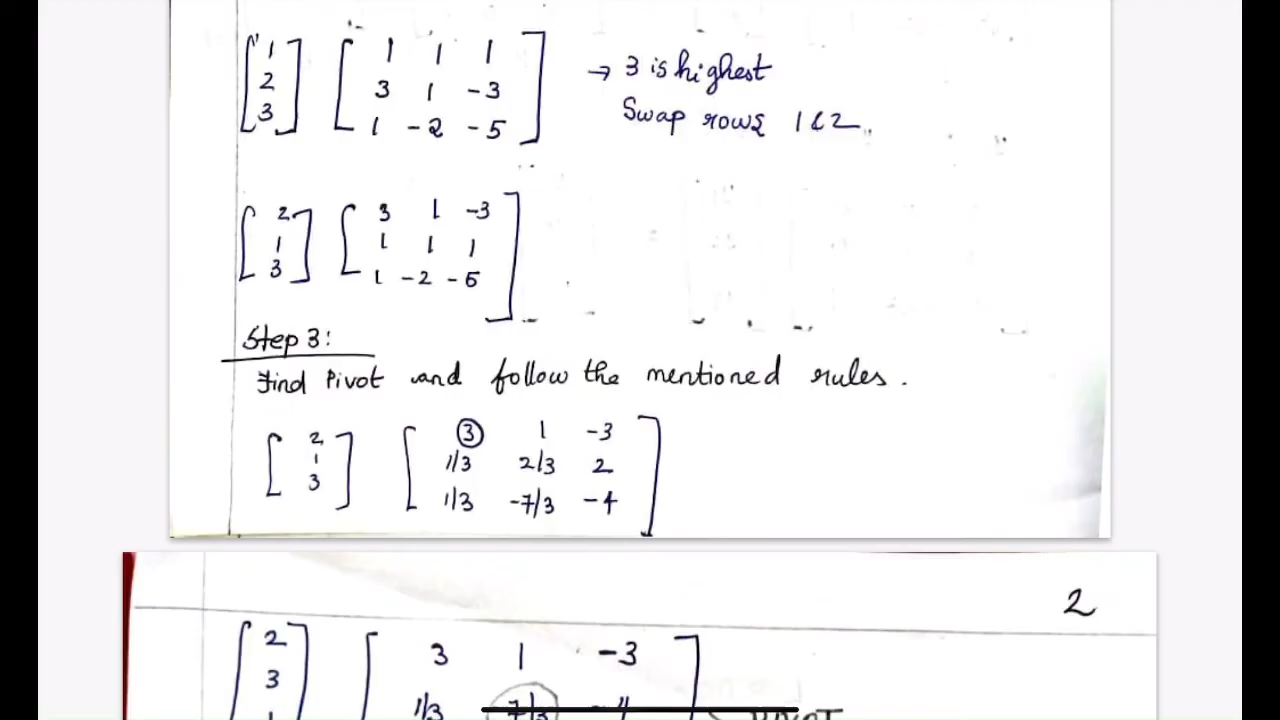 [1 [1 1 1
2 3 1 -3 → 3 is highest
3] 1 -2 -5] Swap rows 1&2.
[2 [3 1 -3
1 1 1 1
3] 1 -2 -5]
Step 3:
Find Pivot and follow the mentioned rules.
[2 [③ 1 -3
1 1/3 2/3 2
3] 1/3 -7/3 -4]
2
[2 [3 1 -3
3 1/3